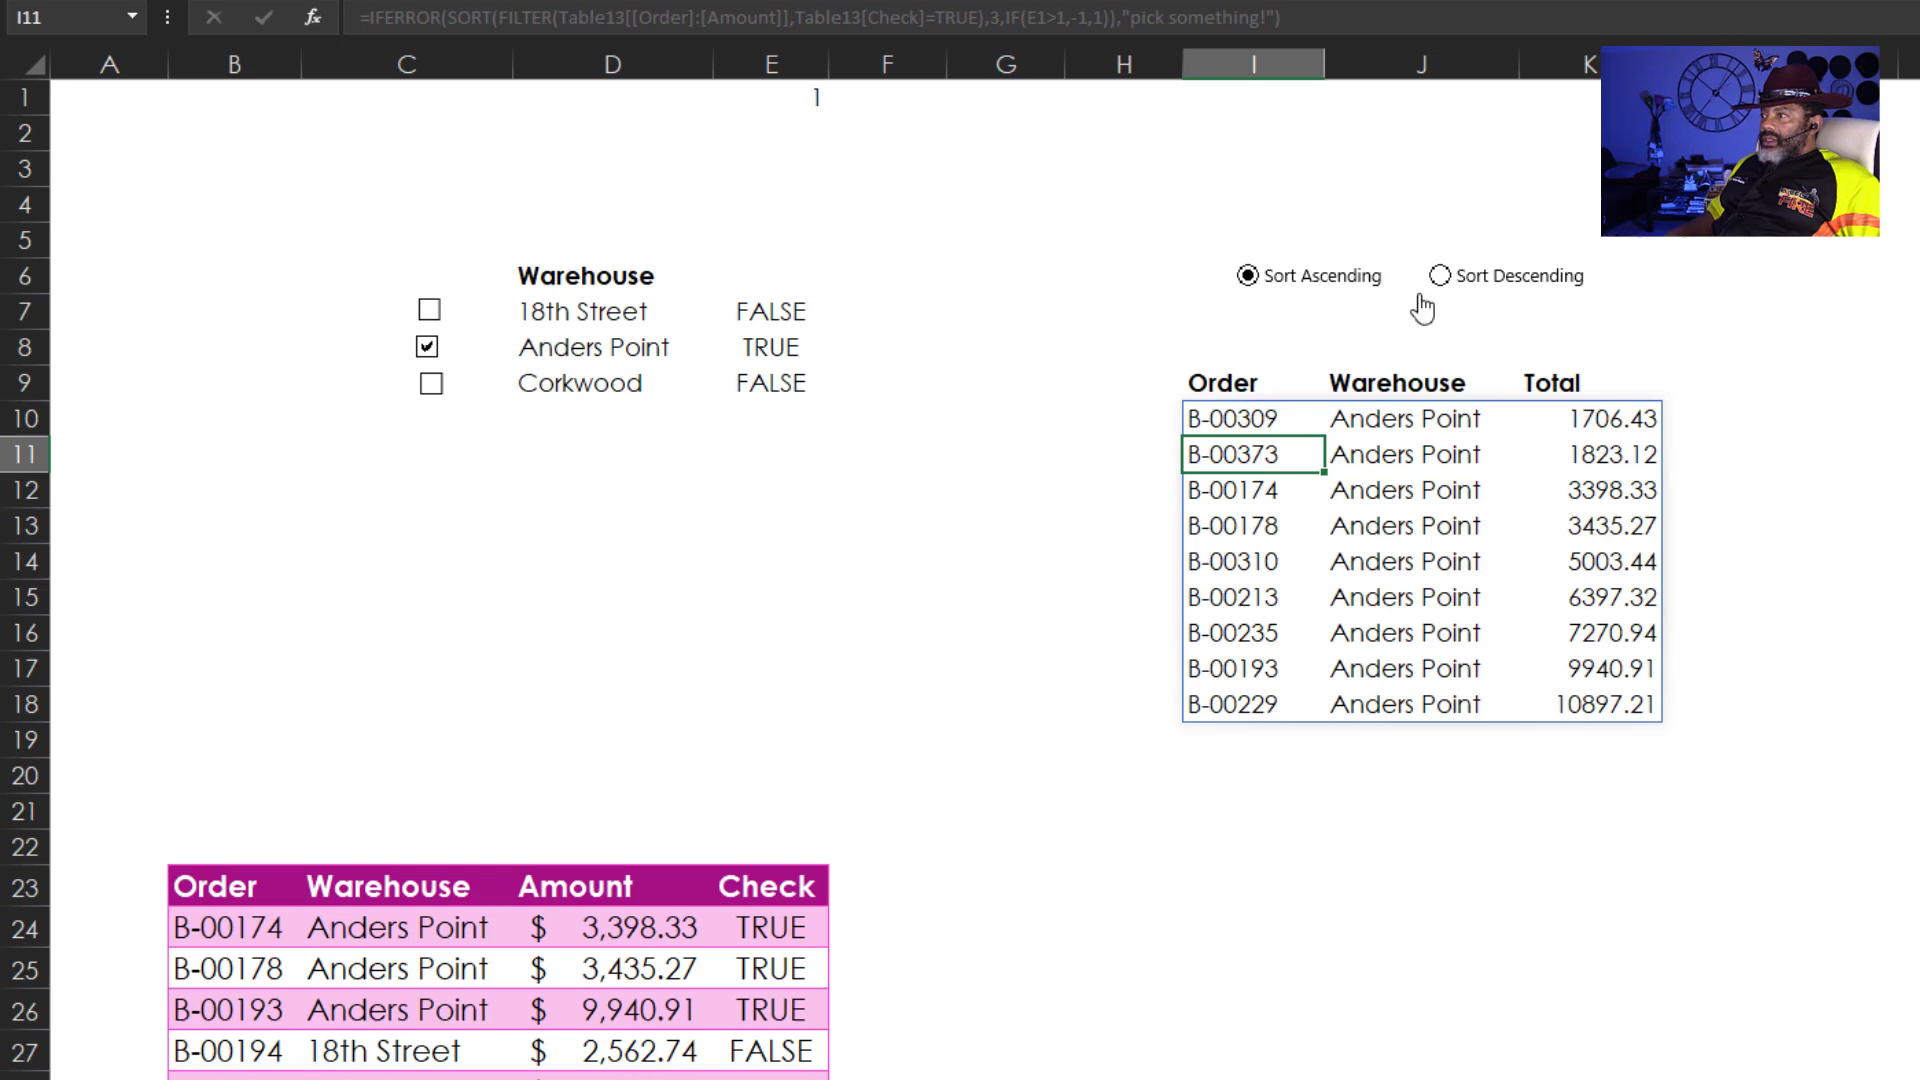 I11 =IFERROR(SORT(FILTER(Table13[[Order]:[Amount]],Table13[Check]=TRUE),3,IF(E1>1,-1,1)),"pick something!")
A B C D E F G H I J K
1 1
2
3
4
5
6 Warehouse Sort Ascending Sort Descending
7 18th Street FALSE
8 Anders Point TRUE
9 Corkwood FALSE Order Warehouse Total
10 B-00309 Anders Point 1706.43
11 B-00373 Anders Point 1823.12
12 B-00174 Anders Point 3398.33
13 B-00178 Anders Point 3435.27
14 B-00310 Anders Point 5003.44
15 B-00213 Anders Point 6397.32
16 B-00235 Anders Point 7270.94
17 B-00193 Anders Point 9940.91
18 B-00229 Anders Point 10897.21
19
20
21
22
23 Order Warehouse Amount Check
24 B-00174 Anders Point $ 3,398.33 TRUE
25 B-00178 Anders Point $ 3,435.27 TRUE
26 B-00193 Anders Point $ 9,940.91 TRUE
27 B-00194 18th Street $ 2,562.74 FALSE
FIRE